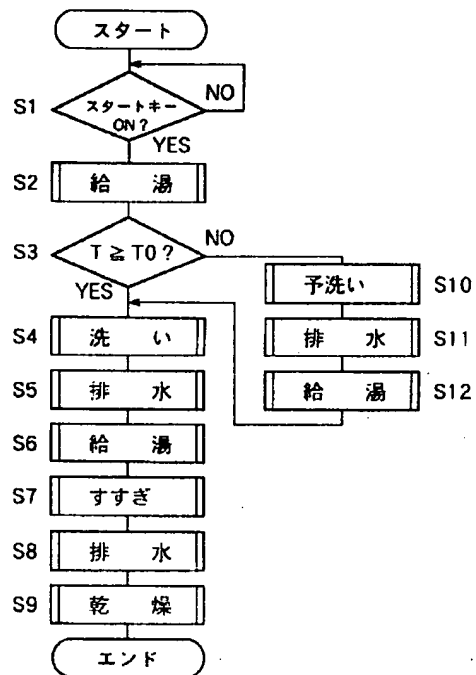 スタート
S1
スタートキー
ON?
NO
YES
S2
給 湯
S3
T ≧ T0 ?
NO
YES
予洗い
S10
S4
洗 い
排 水
S11
S5
排 水
給 湯
S12
S6
給 湯
S7
すすぎ
S8
排 水
S9
乾 燥
エンド